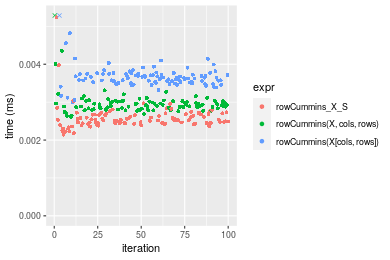 time (ms)
0.004
0.002
0.000
0
25
50
75
100
iteration
expr
rowCummins_X_S
rowCummins(X, cols, rows)
rowCummins(X[cols, rows])